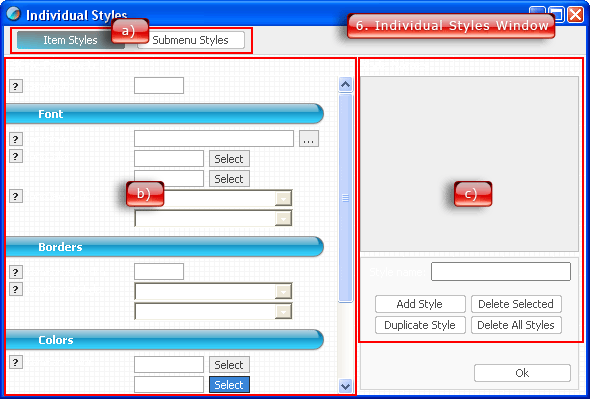 Individual Styles
6. Individual Styles Window
Item Styles
a)
Submenu Styles
?
Font
?
...
?
Select
Select
?
b)
c)
Borders
?
?
Add Style
Delete Selected
Duplicate Style
Delete All Styles
Colors
?
Select
Select
Ok